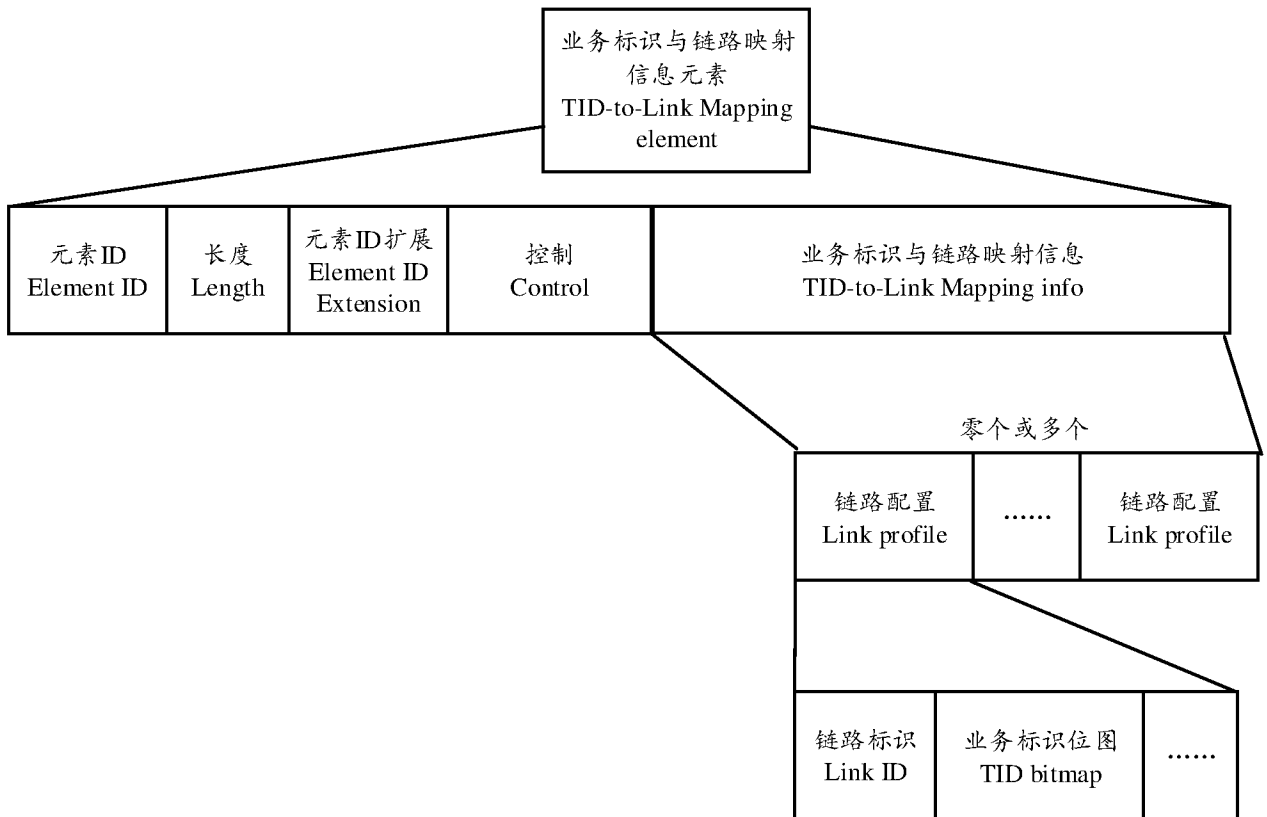 业务标识与链路映射
信息元素
TID-to-Link Mapping
element
元素ID
Element ID
长度
Length
元素ID扩展
Element ID
Extension
控制
Control
业务标识与链路映射信息
TID-to-Link Mapping info
零个或多个
链路配置
Link profile
······
链路配置
Link profile
链路标识
Link ID
业务标识位图
TID bitmap
······